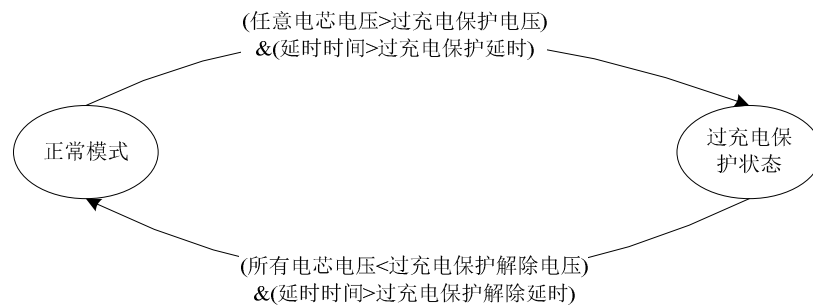 (任意电芯电压>过充电保护电压)
&(延时时间>过充电保护延时)
正常模式
过充电保
护状态
(所有电芯电压<过充电保护解除电压)
&(延时时间>过充电保护解除延时)